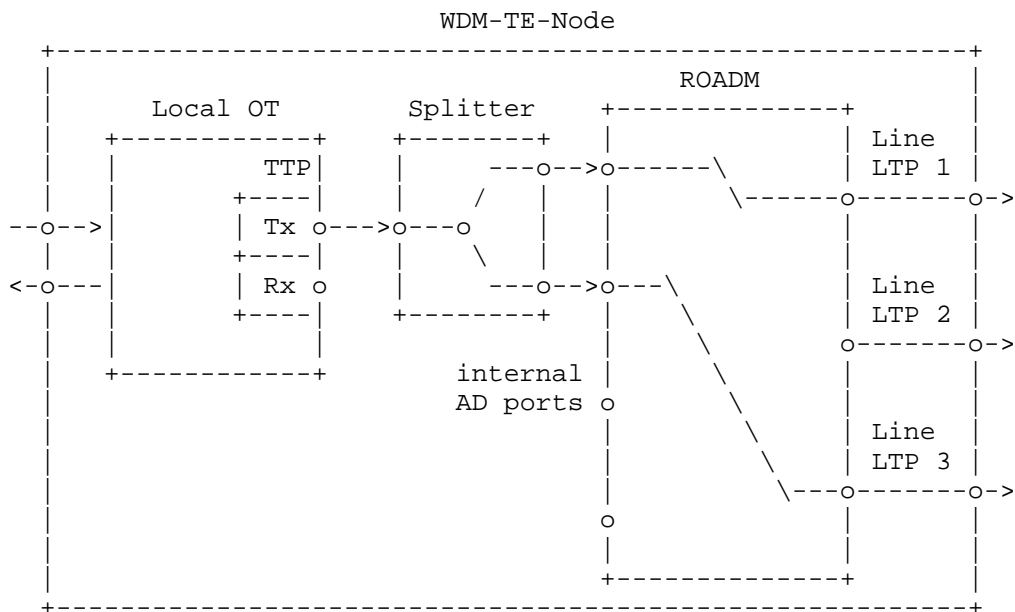 WDM-TE-Node
ROADM
Local OT Splitter
Line
TTP LTP 1
Tx
Rx Line
LTP 2
internal
AD ports
Line
LTP 3